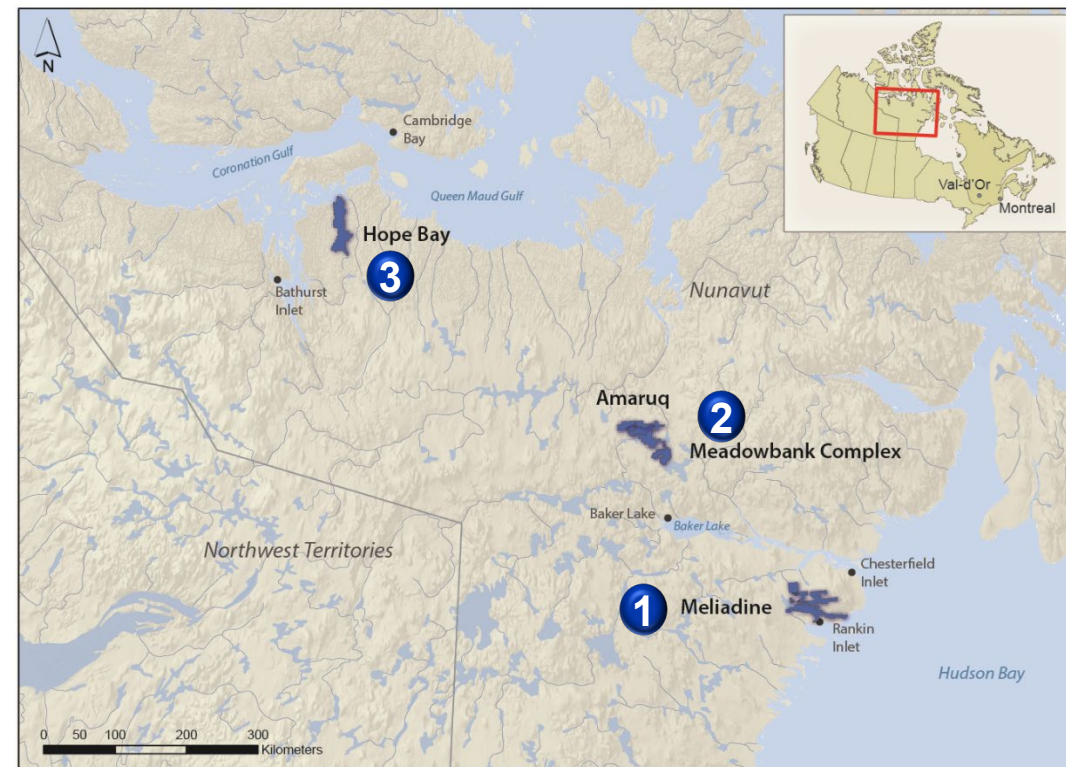 N
Cambridge
Bay
Coronation Gulf
Queen Maud Gulf
Val-d'Or
Montreal
Hope Bay
3
Bathurst
Inlet
Nunavut
Amaruq
2
Meadowbank Complex
Baker Lake
Baker Lake
Northwest Territories
Chesterfield
Inlet
1
Meliadine
Rankin
Inlet
Hudson Bay
0 100 200 300
Kilometers